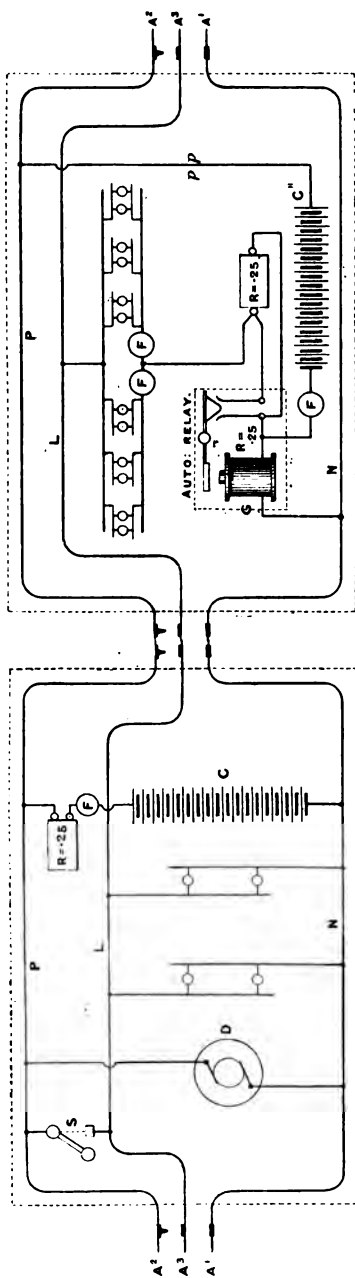 A²
A³
A¹
S
P
L
D
N
R=·25
F
C
P
L
N
AUTO: RELAY.
r
G
R=
·25
F
F
R=·25
F
C"
p p
A²
A³
A¹